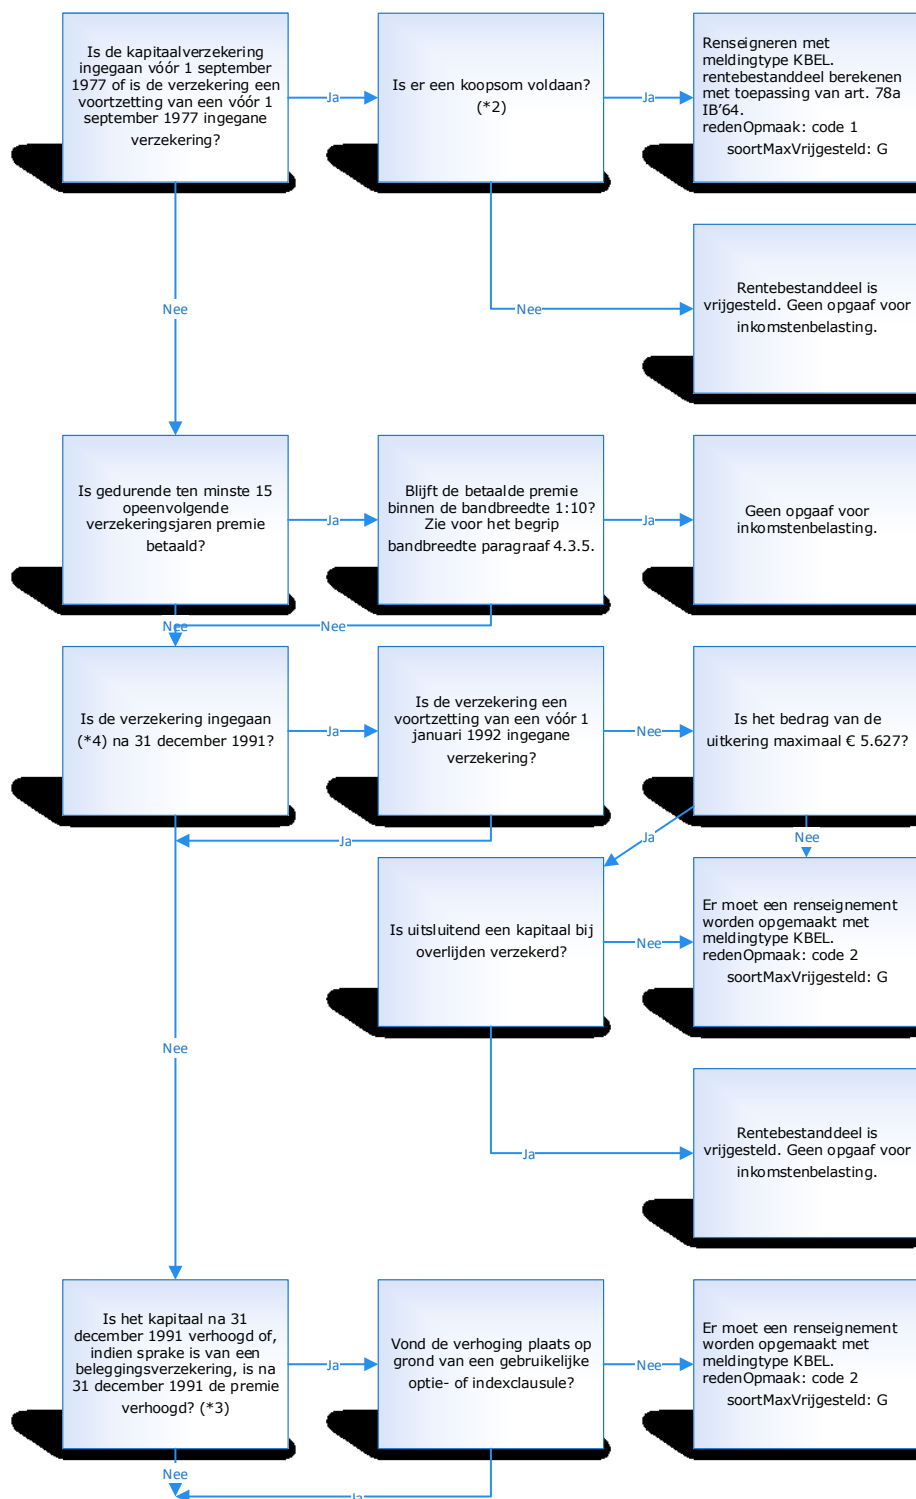 Is de kapitaalverzekering
ingegaan vóór 1 september
1977 of is de verzekering een
voortzetting van een vóór 1
september 1977 ingegane
verzekering?
Ja
Is er een koopsom voldaan?
(*2)
Ja
Renseigneren met
meldingtype KBEL.
rentebestanddeel berekenen
met toepassing van art. 78a
IB'64.
redenOpmaak: code 1
soortMaxVrijgesteld: G
Nee
Nee
Rentebestanddeel is
vrijgesteld. Geen opgaaf voor
inkomstenbelasting.
Is gedurende ten minste 15
opeenvolgende
verzekeringsjaren premie
betaald?
Ja
Blijft de betaalde premie
binnen de bandbreedte 1:10?
Zie voor het begrip
bandbreedte paragraaf 4.3.5.
Ja
Geen opgaaf voor
inkomstenbelasting.
Nee
Nee
Is de verzekering ingegaan
(*4) na 31 december 1991?
Ja
Is de verzekering een
voortzetting van een vóór 1
januari 1992 ingegane
verzekering?
Nee
Is het bedrag van de
uitkering maximaal € 5.627?
Ja
Ja
Nee
Is uitsluitend een kapitaal bij
overlijden verzekerd?
Nee
Er moet een renseignement
worden opgemaakt met
meldingtype KBEL.
redenOpmaak: code 2
soortMaxVrijgesteld: G
Nee
Ja
Rentebestanddeel is
vrijgesteld. Geen opgaaf voor
inkomstenbelasting.
Is het kapitaal na 31
december 1991 verhoogd of,
indien sprake is van een
beleggingsverzekering, is na
31 december 1991 de premie
verhoogd? (*3)
Ja
Vond de verhoging plaats op
grond van een gebruikelijke
optie- of indexclausule?
Nee
Er moet een renseignement
worden opgemaakt met
meldingtype KBEL.
redenOpmaak: code 2
soortMaxVrijgesteld: G
Nee
Ja